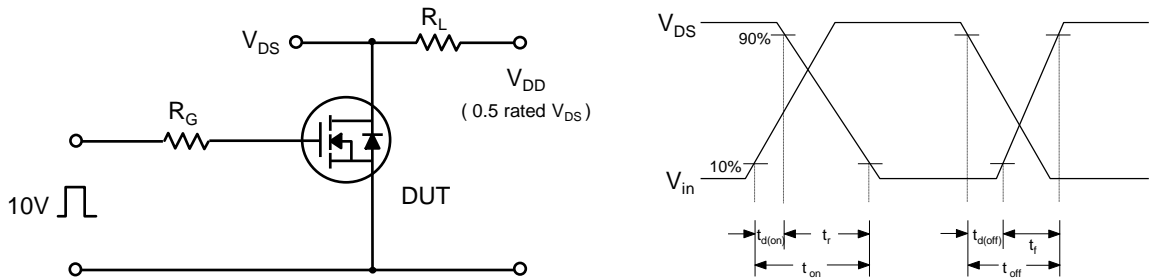 R_L
V_DS
V_DD
( 0.5 rated V_DS )
R_G
DUT
10V
V_DS
90%
10%
V_in
t_d(on)
t_r
t_on
t_d(off)
t_f
t_off